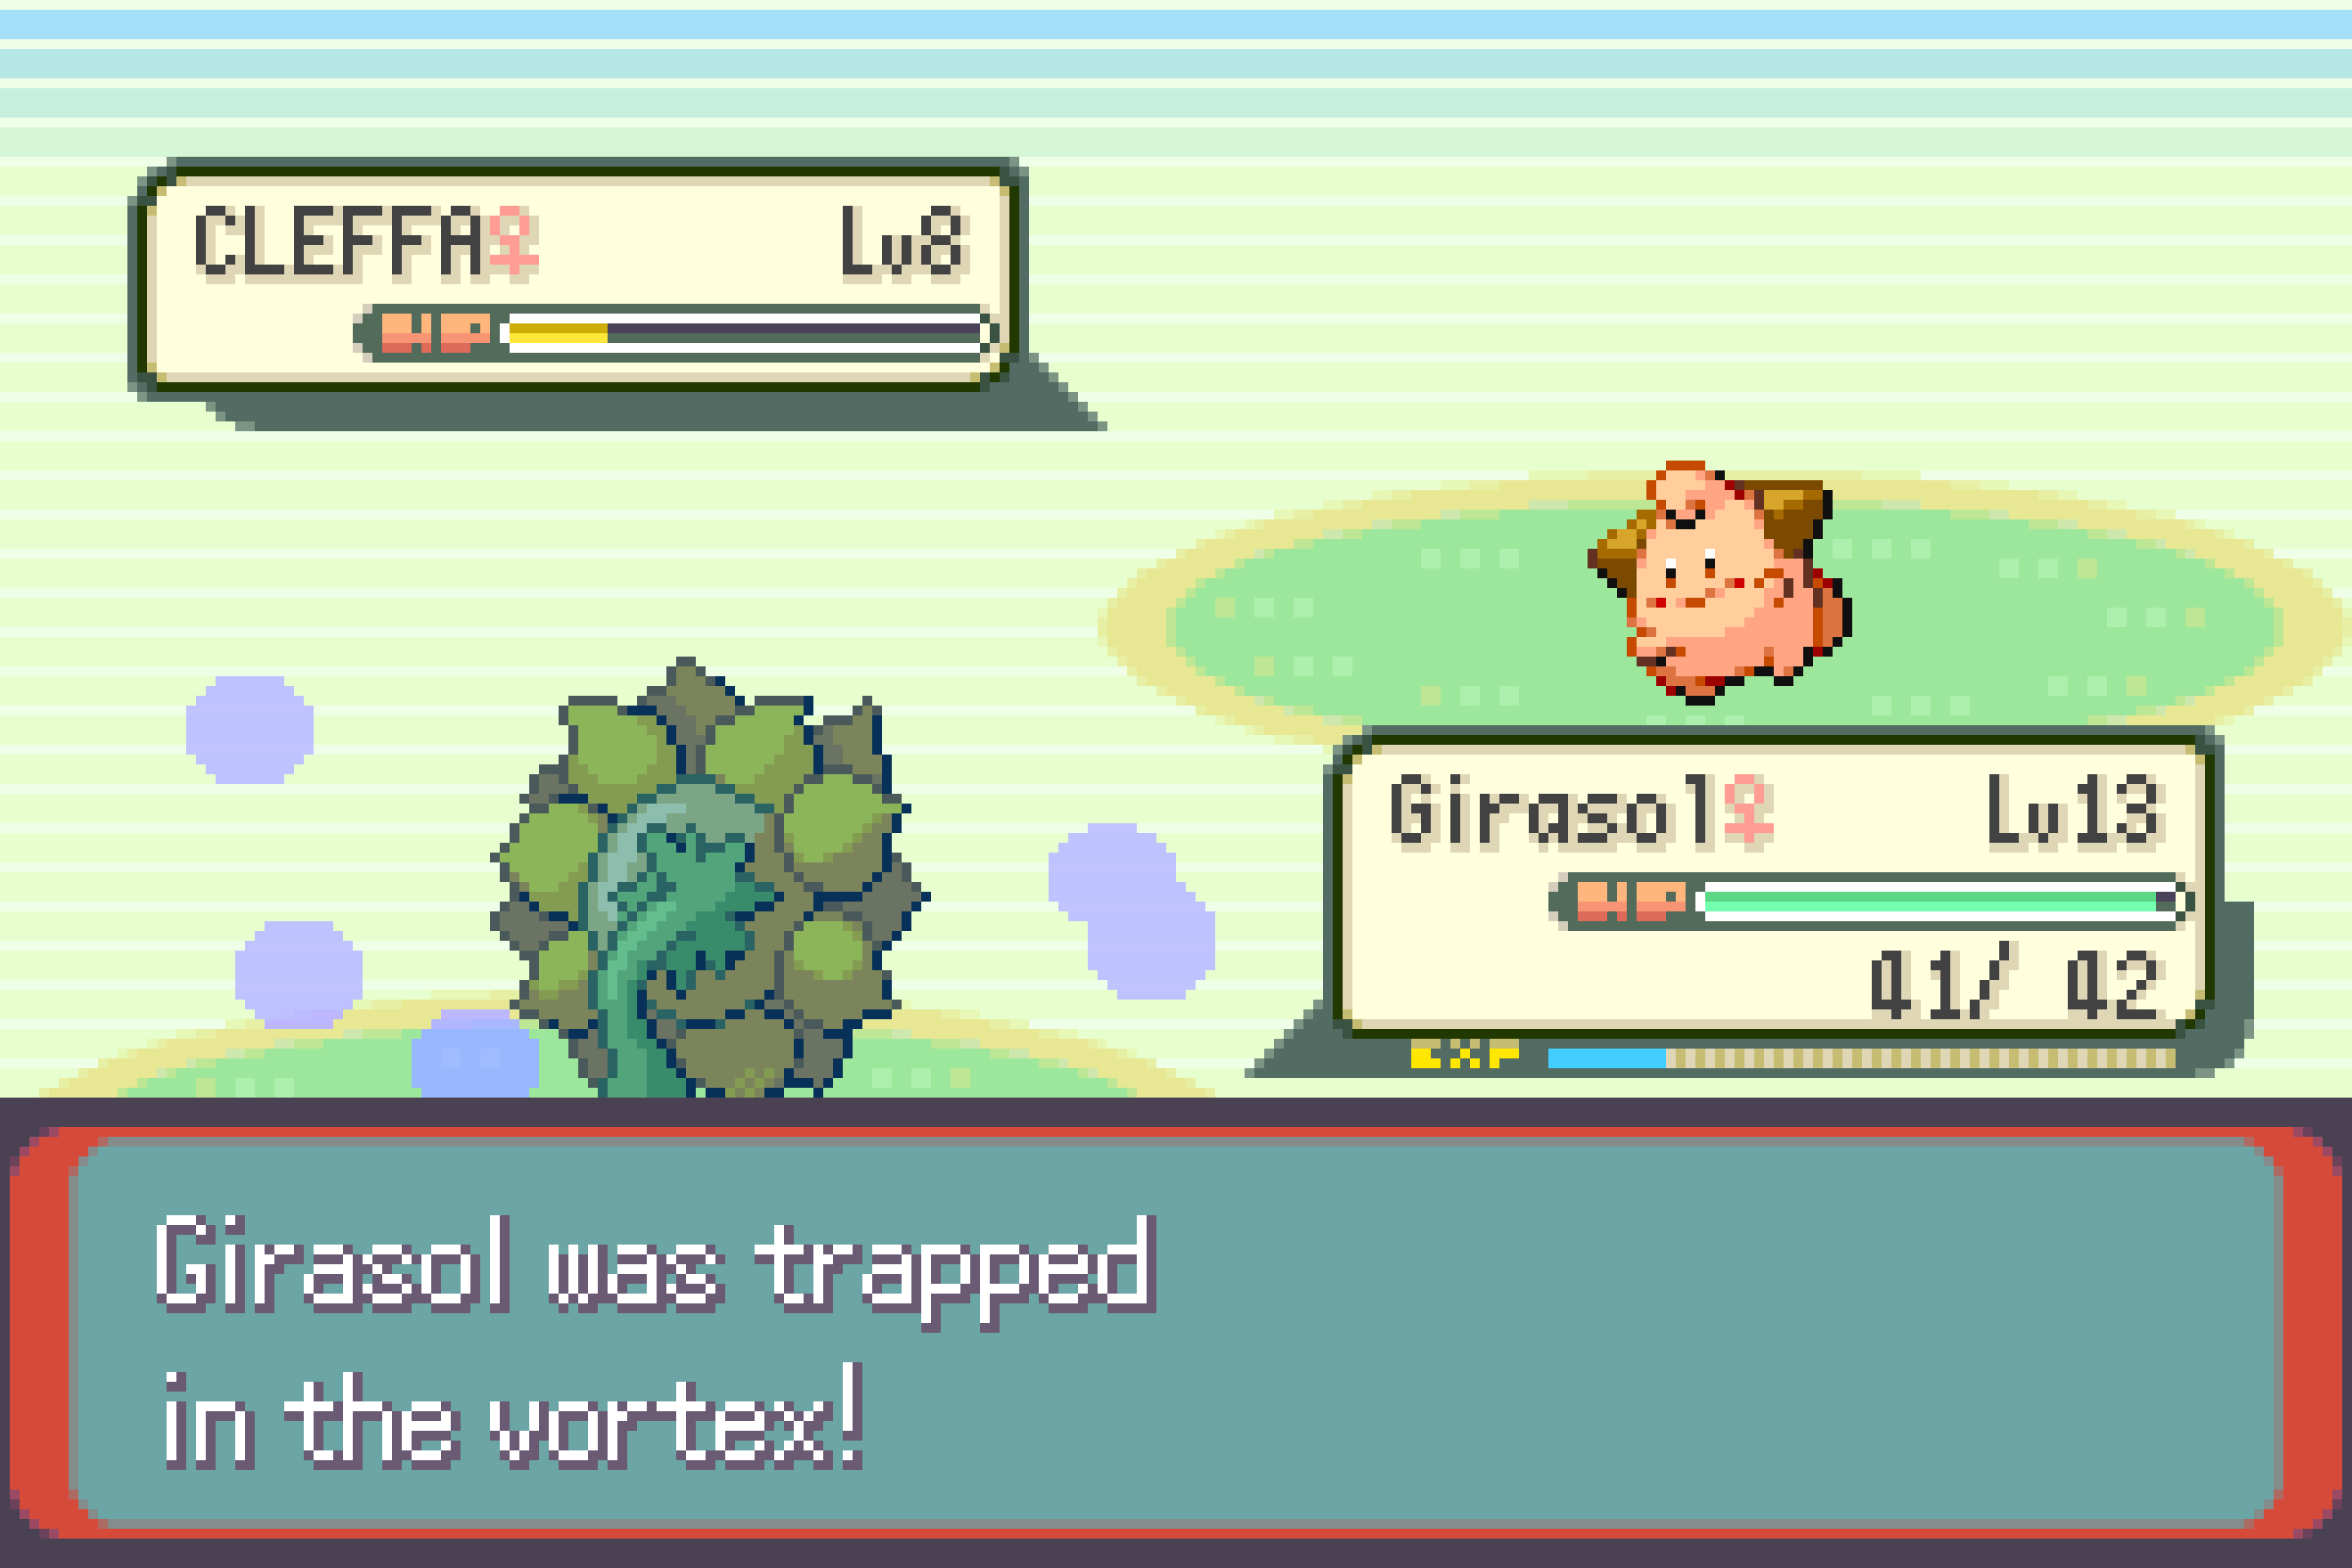 CLEFFA♀ Lv8
HP
Girasol♀ Lv13
HP
41/ 42
EXP
Girasol was trapped
in the vortex!